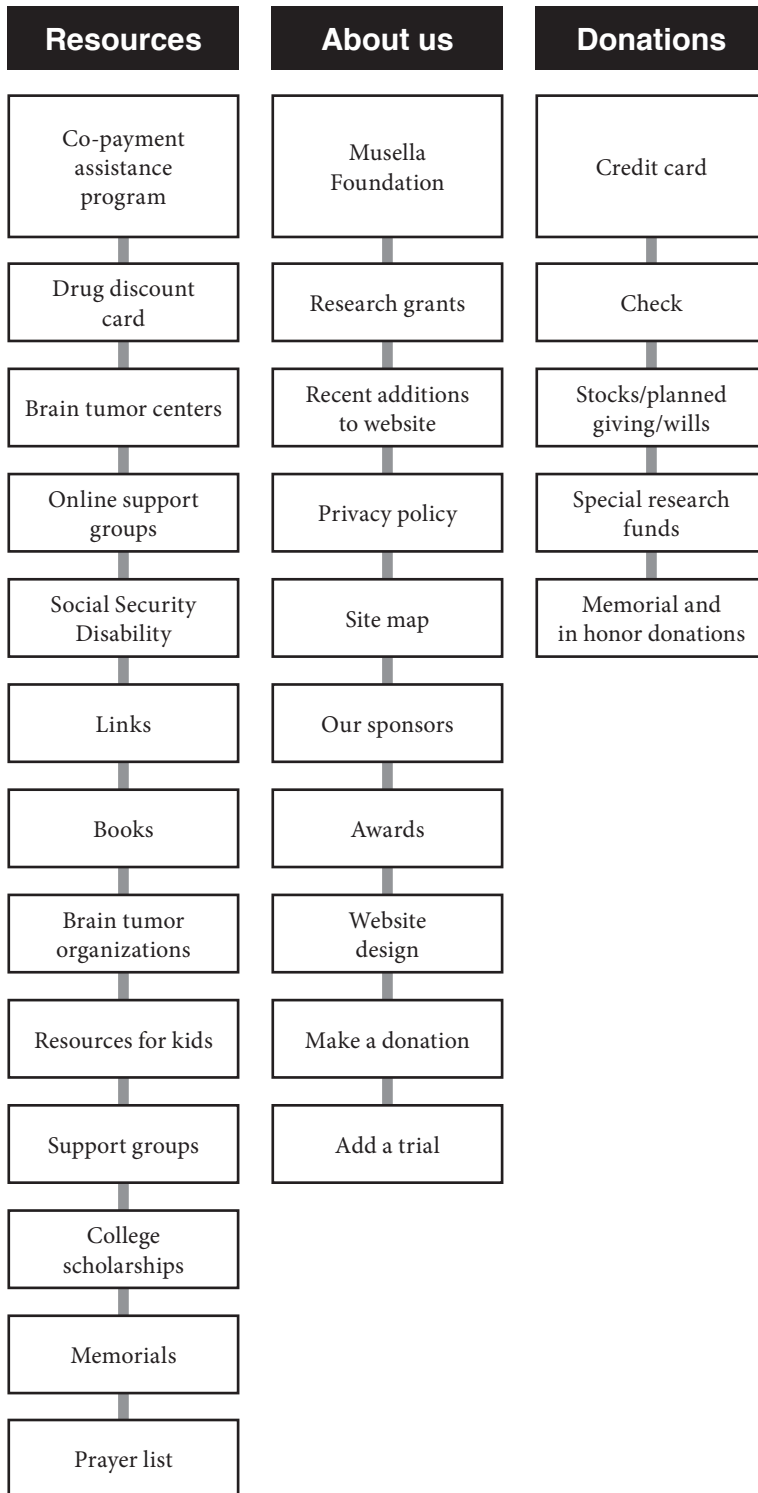 Resources
Co-payment
assistance
program
Drug discount
card
Brain tumor centers
Online support
groups
Social Security
Disability
Links
Books
Brain tumor
organizations
Resources for kids
Support groups
College
scholarships
Memorials
Prayer list
About us
Musella
Foundation
Research grants
Recent additions
to website
Privacy policy
Site map
Our sponsors
Awards
Website
design
Make a donation
Add a trial
Donations
Credit card
Check
Stocks/planned
giving/wills
Special research
funds
Memorial and
in honor donations